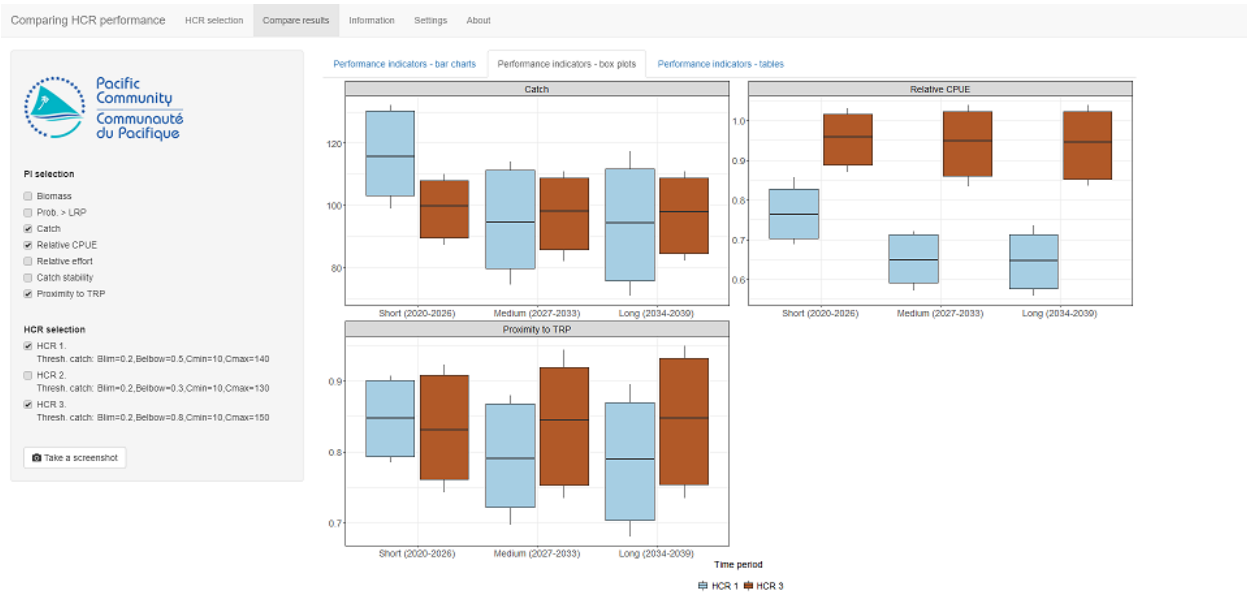 Comparing HCR performance HCR selection Compare results Information Settings About
Pacific
Community
Communauté
du Pacifique
PI selection
Biomass
Prob. > LRP
Catch
Relative CPUE
Relative effort
Catch stability
Proximity to TRP
HCR selection
HCR 1.
Thresh. catch: Blim=0.2,Belbow=0.5,Cmin=10,Cmax=140
HCR 2.
Thresh. catch: Blim=0.2,Belbow=0.3,Cmin=10,Cmax=130
HCR 3.
Thresh. catch: Blim=0.2,Belbow=0.8,Cmin=10,Cmax=150
Take a screenshot
Performance indicators - bar charts Performance indicators - box plots Performance indicators - tables
Catch
120
100
80
Short (2020-2026) Medium (2027-2033) Long (2034-2039)
Relative CPUE
1.0
0.9
0.8
0.7
0.6
Short (2020-2026) Medium (2027-2033) Long (2034-2039)
Proximity to TRP
0.9
0.8
0.7
Short (2020-2026) Medium (2027-2033) Long (2034-2039)
Time period
HCR 1 HCR 3